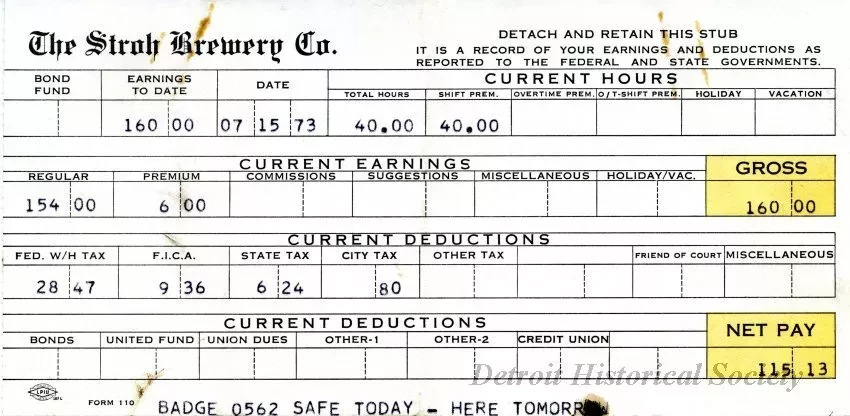 The Stroh Brewery Co.
DETACH AND RETAIN THIS STUB
IT IS A RECORD OF YOUR EARNINGS AND DEDUCTIONS AS
REPORTED TO THE FEDERAL AND STATE GOVERNMENTS.
BOND FUND EARNINGS TO DATE DATE CURRENT HOURS
TOTAL HOURS SHIFT PREM. OVERTIME PREM. O/T-SHIFT PREM. HOLIDAY VACATION
160 00 07 15 73 40.00 40.00
CURRENT EARNINGS GROSS
REGULAR PREMIUM COMMISSIONS SUGGESTIONS MISCELLANEOUS HOLIDAY/VAC.
154 00 6 00 160 00
CURRENT DEDUCTIONS
FED. W/H TAX F.I.C.A. STATE TAX CITY TAX OTHER TAX FRIEND OF COURT MISCELLANEOUS
28 47 9 36 6 24 80
CURRENT DEDUCTIONS NET PAY
BONDS UNITED FUND UNION DUES OTHER-1 OTHER-2 CREDIT UNION
115 13
Detroit Historical Society
FORM 110 BADGE 0562 SAFE TODAY - HERE